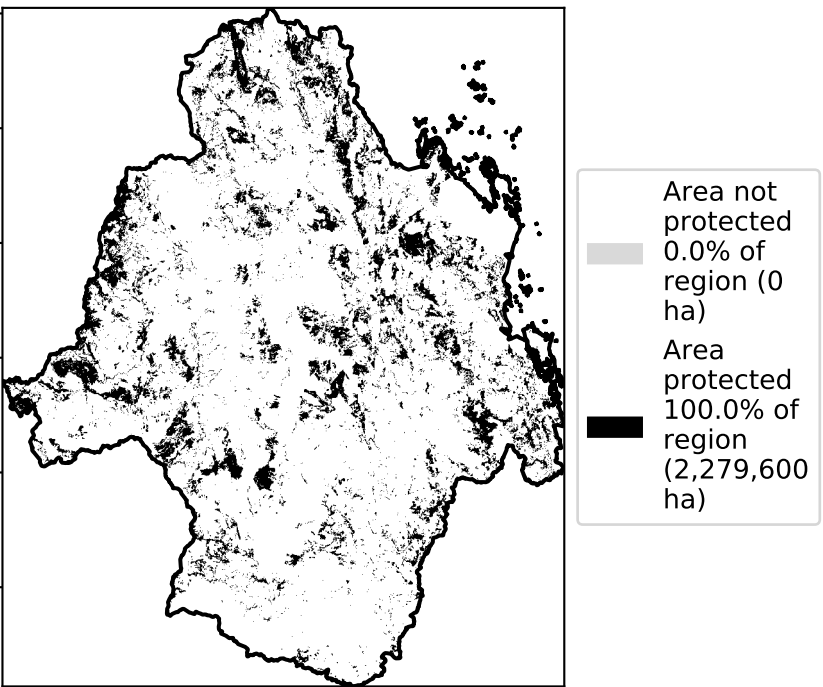 Area not
protected
0.0% of
region (0
ha)
Area
protected
100.0% of
region
(2,279,600
ha)